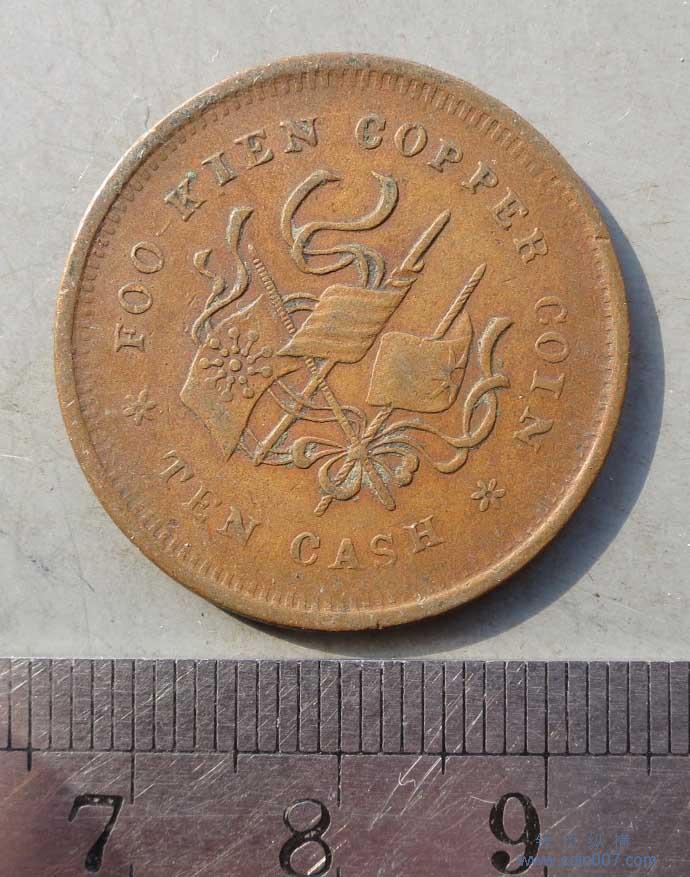 FOO-KIEN COPPER COIN
TEN CASH
7 8 9